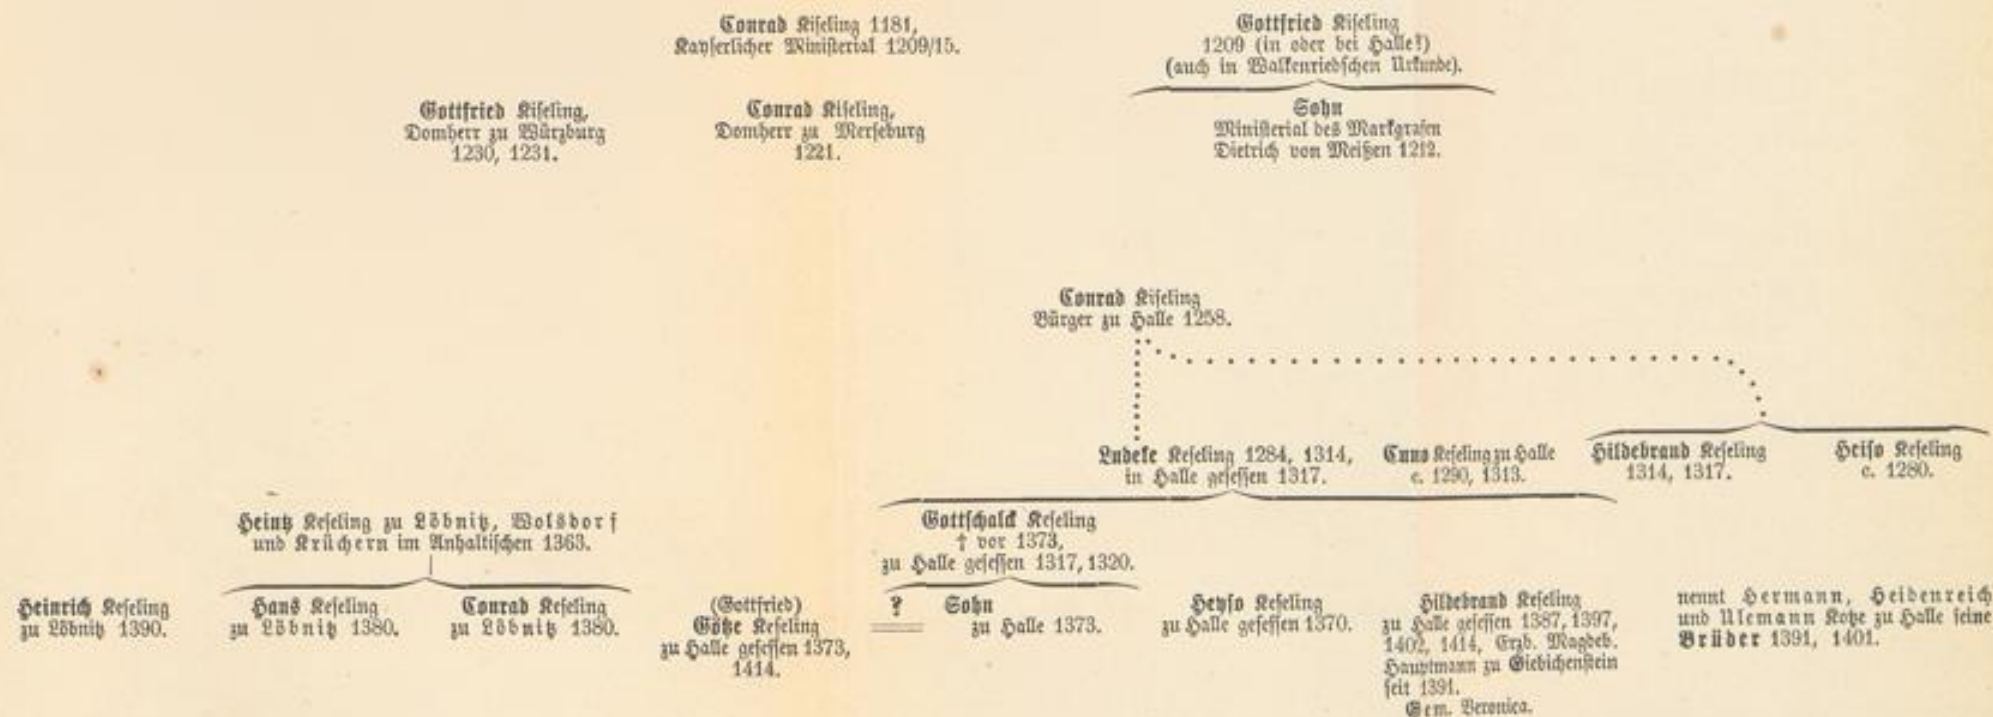 Conrad Kiseling 1181,
Kayserlicher Ministerial 1209/15.
Gottfried Kiseling
1209 (in oder bei Halle?)
(auch in Walkenriedschen Urkunde).
Gottfried Kiseling,
Domherr zu Würzburg
1230, 1231.
Conrad Kiseling,
Domherr zu Merseburg
1221.
Sohn
Ministerial des Markgrafen
Dietrich von Meißen 1212.
Conrad Kiseling
Bürger zu Halle 1258.
Ludeke Keseling 1284, 1314,
in Halle gesessen 1317.
Cuno Keseling zu Halle
c. 1290, 1313.
Hildebrand Keseling
1314, 1317.
Heiso Keseling
c. 1280.
Heintz Keseling zu Löbnitz, Wolsdorf
und Krüchern im Anhaltischen 1363.
Gottschalck Keseling
† vor 1373,
zu Halle gesessen 1317, 1320.
Heinrich Keseling
zu Löbnitz 1390.
Hans Keseling
zu Löbnitz 1380.
Conrad Keseling
zu Löbnitz 1380.
(Gottfried)
Götze Keseling
zu Halle gesessen 1373,
1414.
?
Sohn
zu Halle 1373.
Heyso Keseling
zu Halle gesessen 1370.
Hildebrand Keseling
zu Halle gesessen 1387, 1397,
1402, 1414, Erzb. Magdeb.
Hauptmann zu Giebichenstein
seit 1391.
Gem. Veronica.
nennt Hermann, Heidenreich
und Ulemann Kotze zu Halle seine
Brüder 1391, 1401.